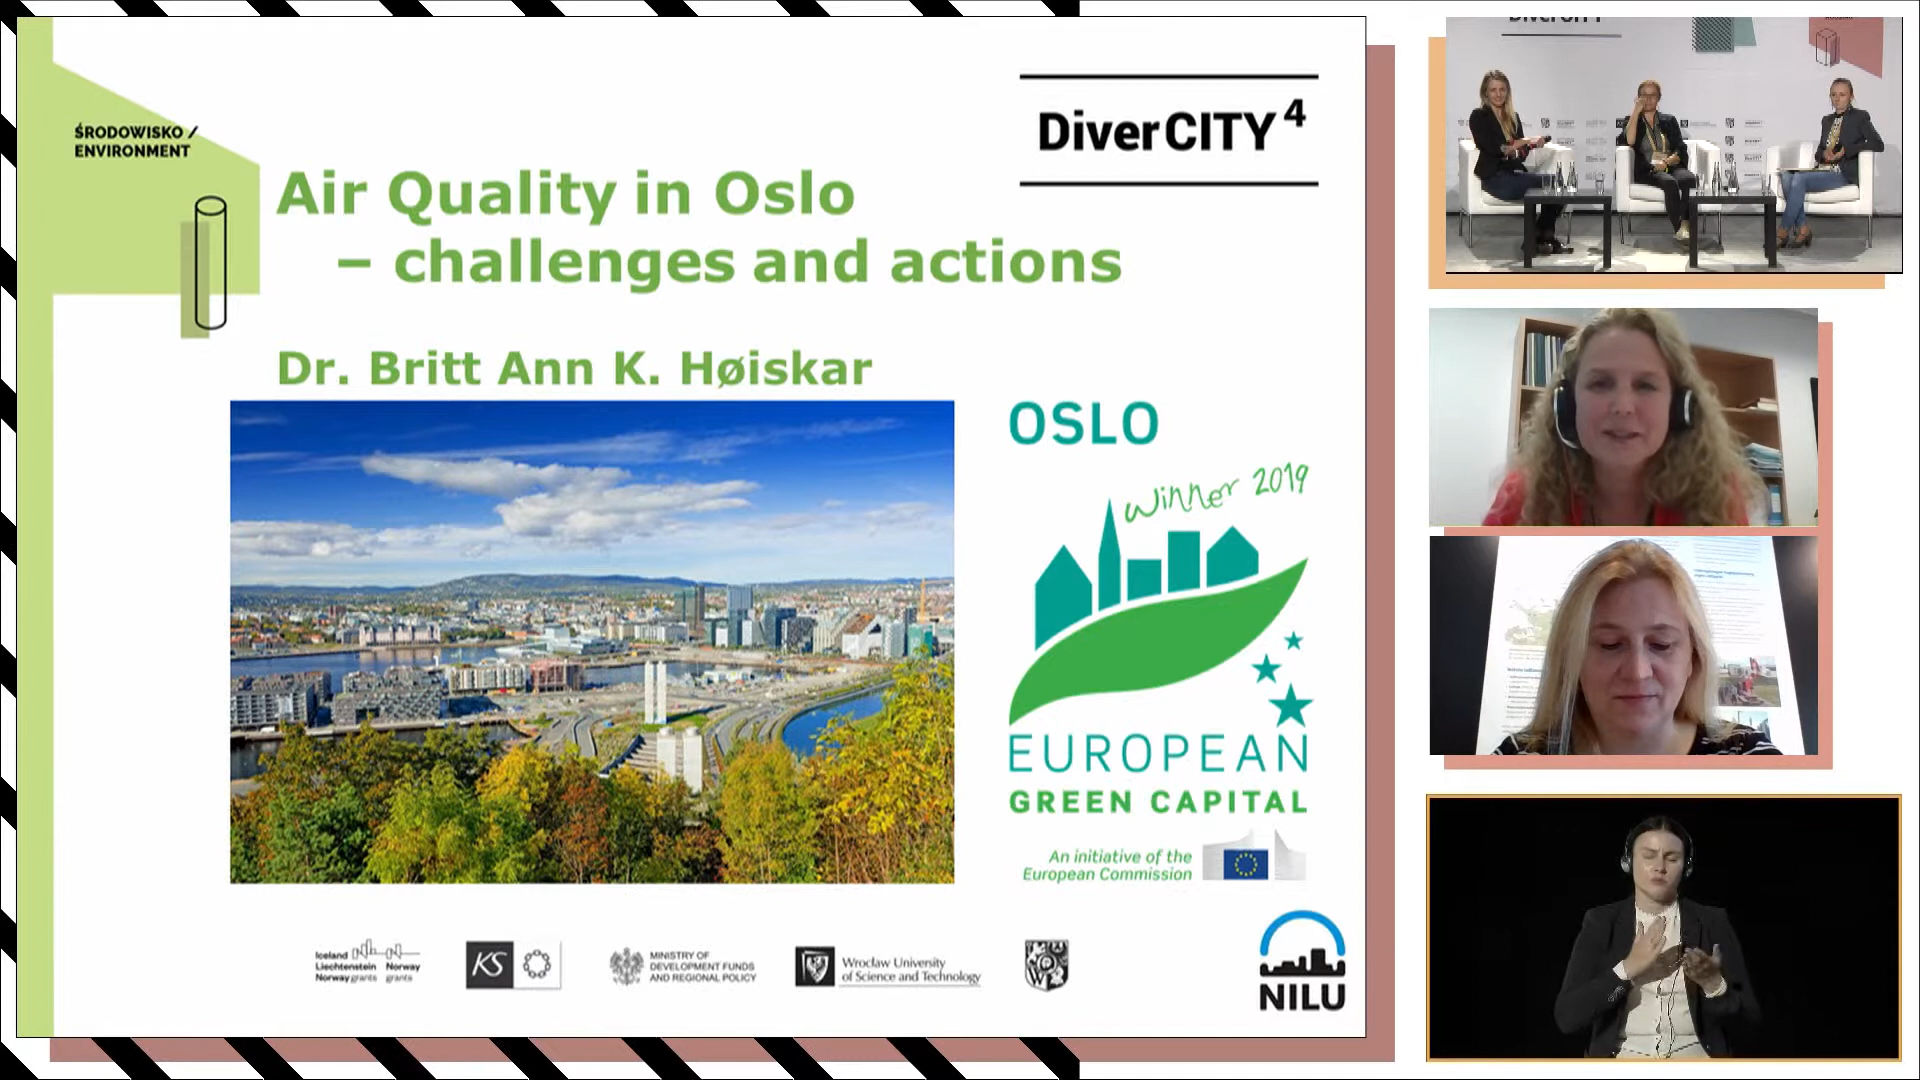 ŚRODOWISKO /
ENVIRONMENT
DiverCITY 4
Air Quality in Oslo
– challenges and actions
Dr. Britt Ann K. Høiskar
OSLO
Winner 2019
EUROPEAN
GREEN CAPITAL
An initiative of the
European Commission
Iceland
Liechtenstein Norway
Norway grants grants
KS
MINISTRY OF
DEVELOPMENT FUNDS
AND REGIONAL POLICY
Wrocław University
of Science and Technology
NILU